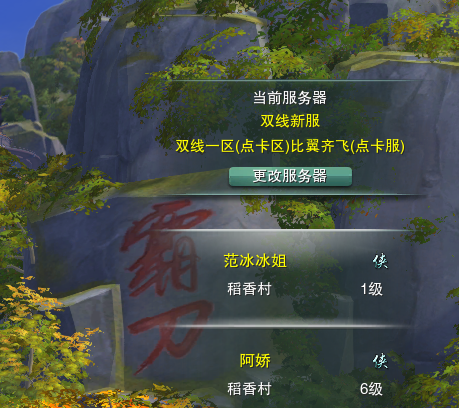 当前服务器
双线新服
双线一区(点卡区)比翼齐飞(点卡服)
更改服务器
霸刀
范冰冰姐 侠
稻香村 1级
阿娇 侠
稻香村 6级